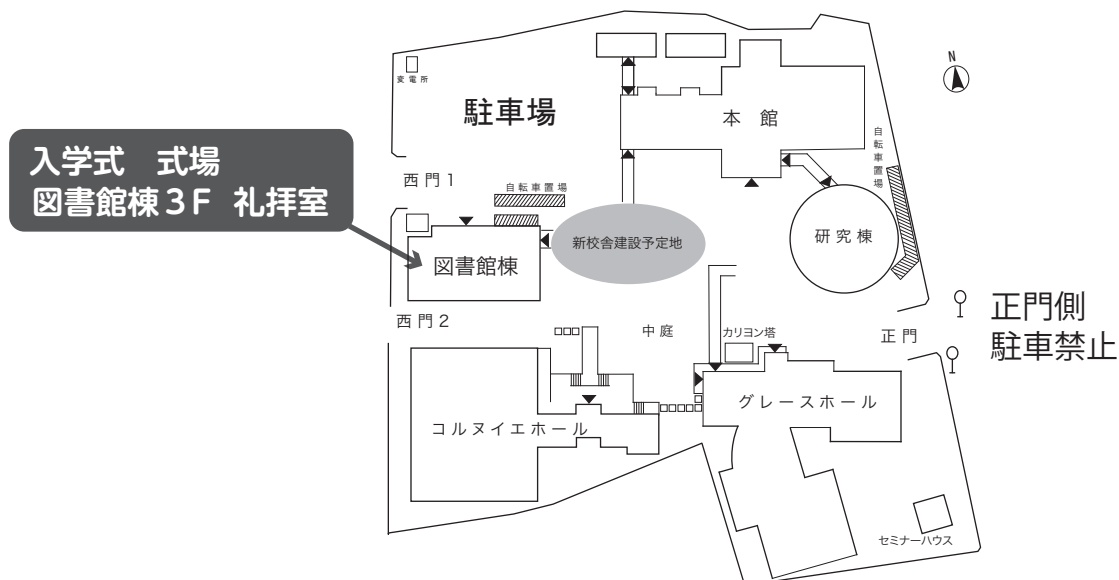 N
変電所
駐車場
本館
自転車置場
入学式 式場
図書館棟3F 礼拝室
西門1
自転車置場
新校舎建設予定地
研究棟
図書館棟
西門2
中庭
カリヨン塔
正門
正門側
駐車禁止
グレースホール
コルヌイエホール
セミナーハウス